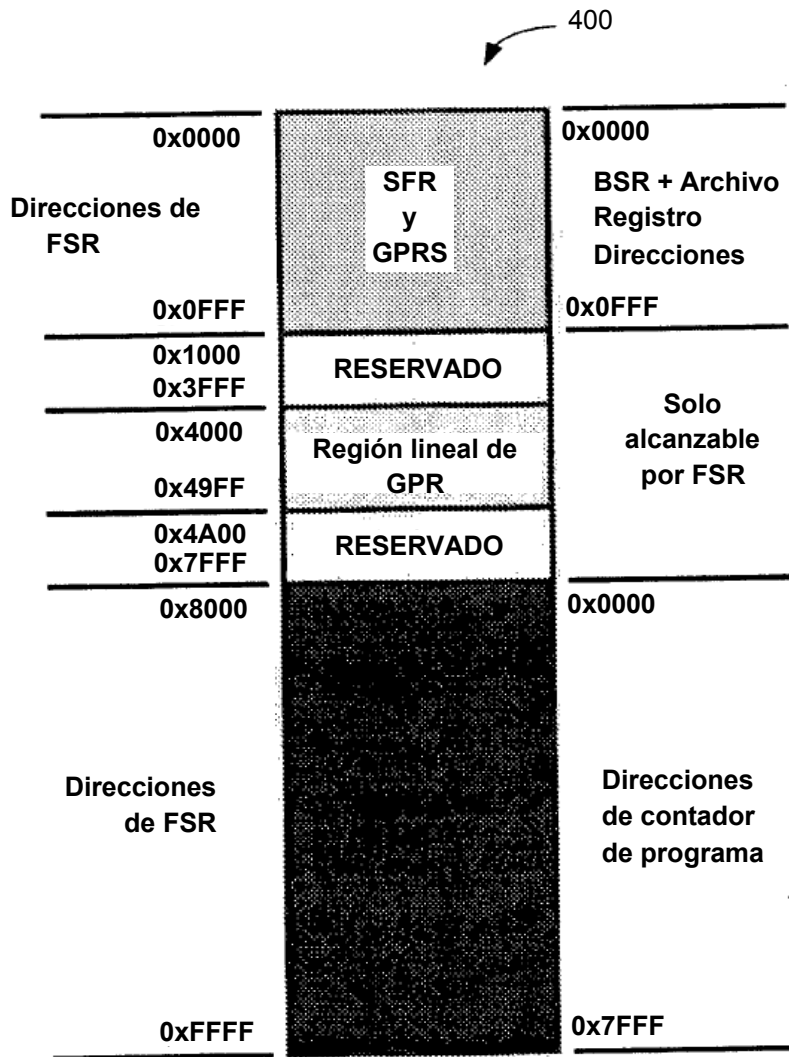 400
0x0000
0x0000
SFR
y
GPRS
Direcciones de
FSR
BSR + Archivo
Registro
Direcciones
0x0FFF
0x0FFF
0x1000
0x3FFF
RESERVADO
0x4000
0x49FF
Región lineal de
GPR
Solo
alcanzable
por FSR
0x4A00
0x7FFF
RESERVADO
0x8000
0x0000
Direcciones
de FSR
Direcciones
de contador
de programa
0xFFFF
0x7FFF